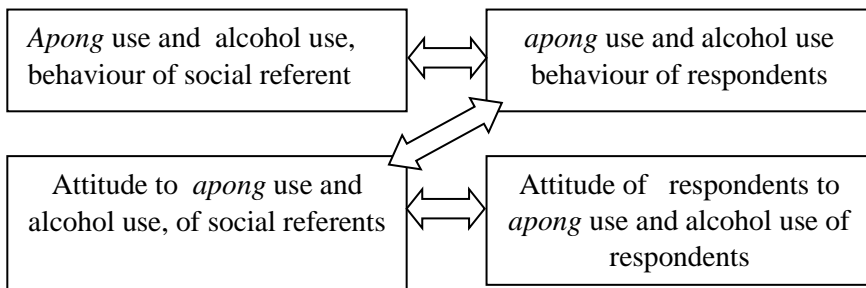 Apong use and alcohol use,
behaviour of social referent
apong use and alcohol use
behaviour of respondents
Attitude to apong use and
alcohol use, of social referents
Attitude of respondents to
apong use and alcohol use of
respondents